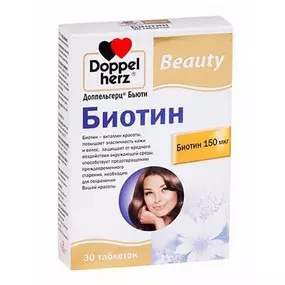 Doppel
herz®
Beauty
Доппельгерц® Бьюти
Биотин
Биотин – витамин красоты,
повышает эластичность кожи
и волос, защищает от вредного
воздействия окружающей среды,
способствует предотвращению
преждевременного
старения, необходимо
для сохранения
Вашей красоты
Биотин 150 мкг
30 таблеток